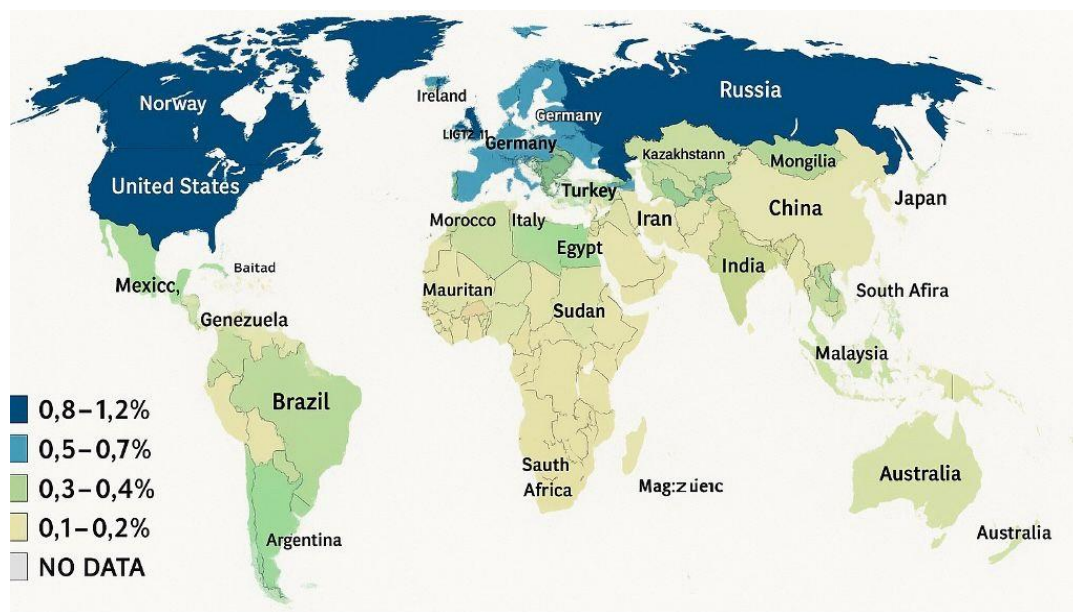 Norway
United States
Mexicc,
Baitad
Genezuela
Brazil
Argentina
Ireland
Germany
Germany
Turkey
Morocco
Italy
Egypt
Mauritan
Sudan
Sauth
Africa
Russia
Kazakhstann
Mongilia
Iran
China
Japan
India
South Afira
Malaysia
Australia
Australia
0,8–1,2%
0,5–0,7%
0,3–0,4%
0,1–0,2%
NO DATA